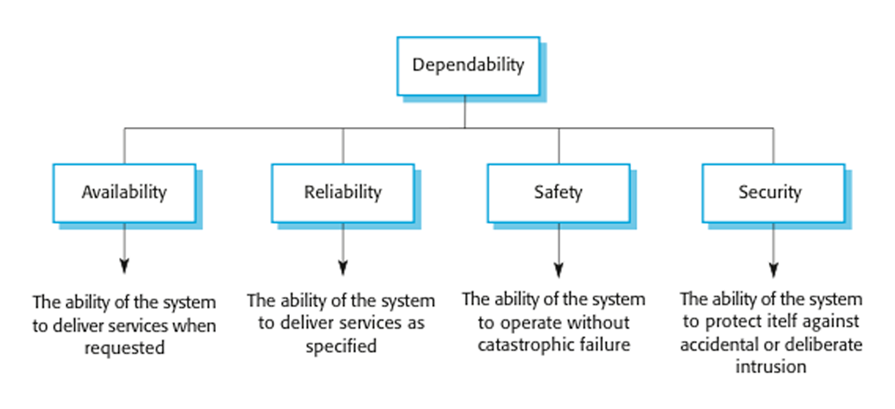 Dependability
Availability
Reliability
Safety
Security
The ability of the system
to deliver services when
requested
The ability of the system
to deliver services as
specified
The ability of the system
to operate without
catastrophic failure
The ability of the system
to protect itelf against
accidental or deliberate
intrusion